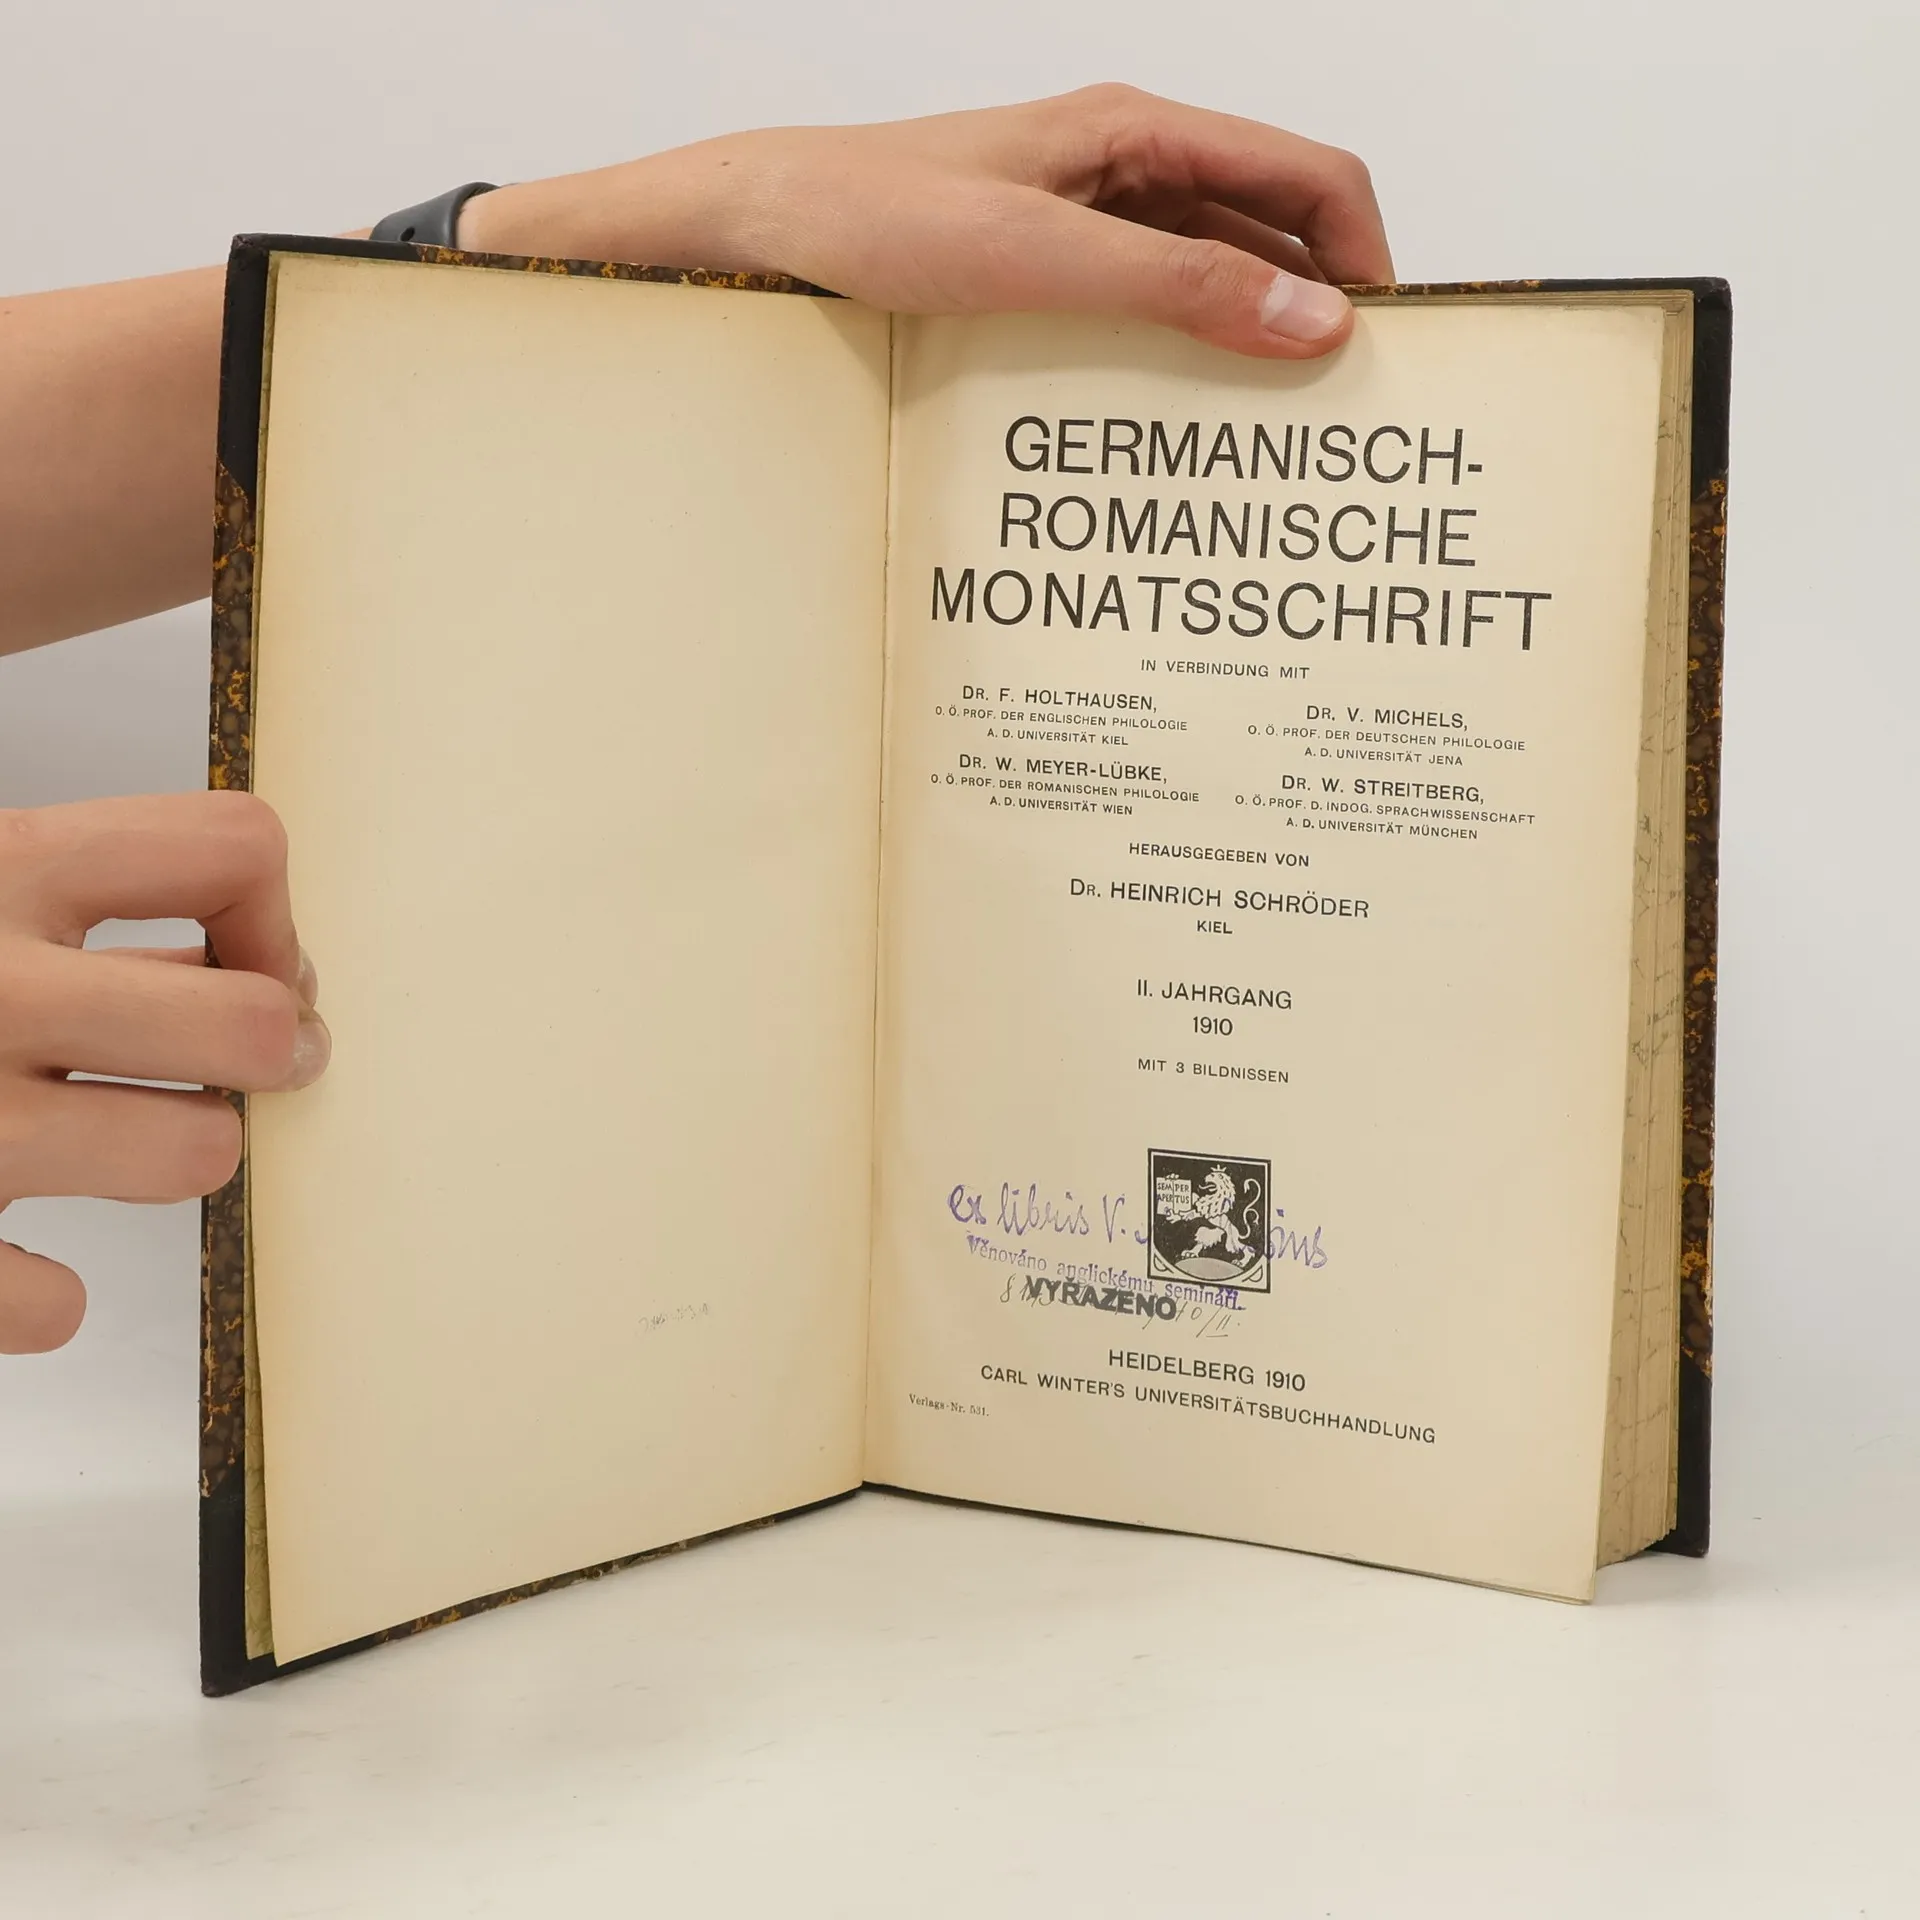 GERMANISCH-
ROMANISCHE
MONATSSCHRIFT
IN VERBINDUNG MIT
DR. F. HOLTHAUSEN,
O. Ö. PROF. DER ENGLISCHEN PHILOLOGIE
A. D. UNIVERSITÄT KIEL
DR. V. MICHELS,
O. Ö. PROF. DER DEUTSCHEN PHILOLOGIE
A. D. UNIVERSITÄT JENA
DR. W. MEYER-LÜBKE,
O. Ö. PROF. DER ROMANISCHEN PHILOLOGIE
A. D. UNIVERSITÄT WIEN
DR. W. STREITBERG,
O. Ö. PROF. D. INDOG. SPRACHWISSENSCHAFT
A. D. UNIVERSITÄT MÜNCHEN
HERAUSGEGEBEN VON
DR. HEINRICH SCHRÖDER
KIEL
II. JAHRGANG
1910
MIT 3 BILDNISSEN
SEMPER
APERTUS
ex libris V.
Věnováno anglickému semináři.
VYŘAZENO
HEIDELBERG 1910
CARL WINTER'S UNIVERSITÄTSBUCHHANDLUNG
Verlags-Nr. 531.